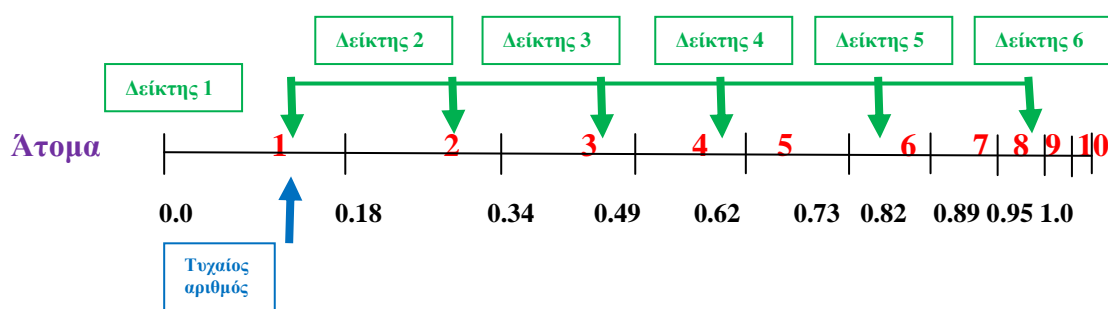 Δείκτης 2 Δείκτης 3 Δείκτης 4 Δείκτης 5 Δείκτης 6
Δείκτης 1
Άτομα 1 2 3 4 5 6 7 8 9 10
0.0 0.18 0.34 0.49 0.62 0.73 0.82 0.89 0.95 1.0
Τυχαίος
αριθμός